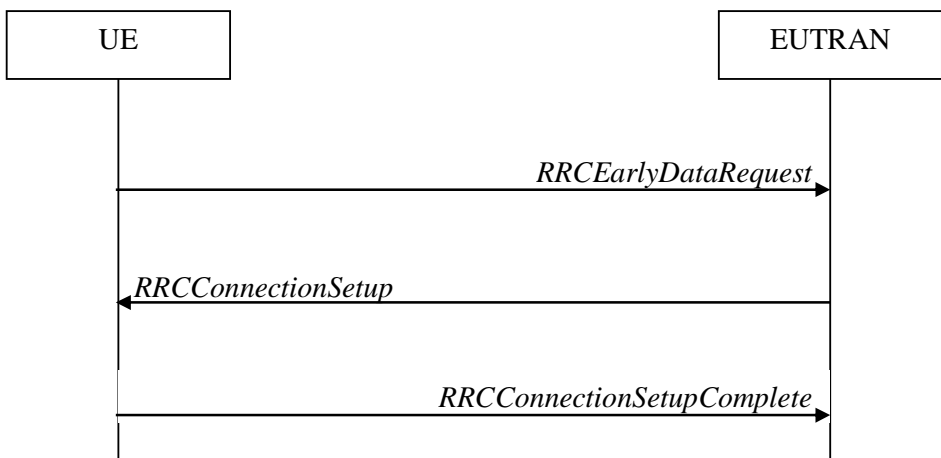 UE
EUTRAN
RRCEarlyDataRequest
RRCConnectionSetup
RRCConnectionSetupComplete